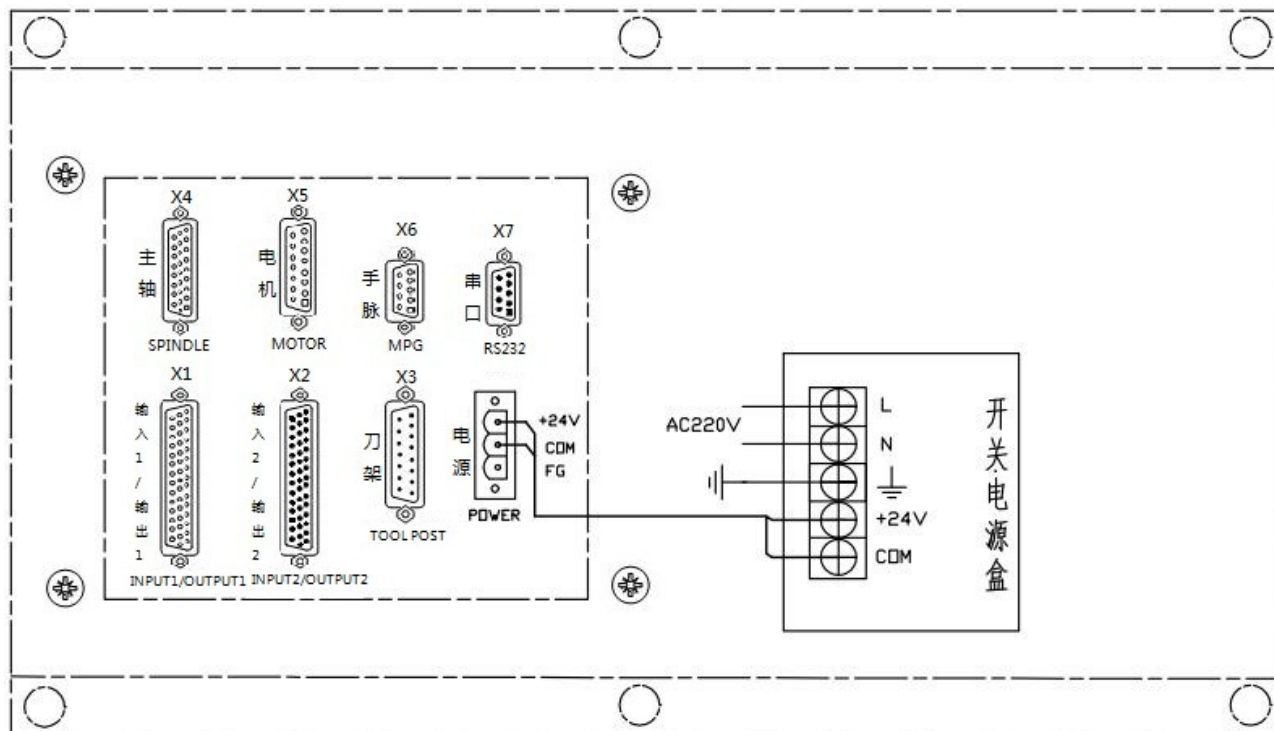 X4
主轴
SPINDLE
X5
电机
MOTOR
X6
手脉
MPG
X7
串口
RS232
X1
输入1/输出1
INPUT1/OUTPUT1
X2
输入2/输出2
INPUT2/OUTPUT2
X3
刀架
TOOL POST
电源
+24V
COM
FG
POWER
AC220V
L
N
+24V
COM
开关电源盒